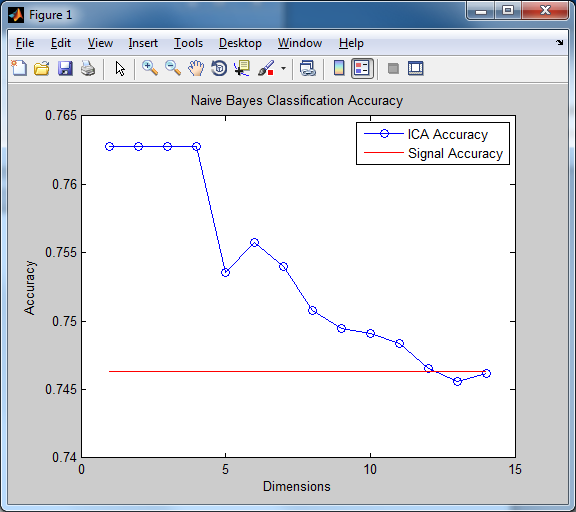 Figure 1
File Edit View Insert Tools Desktop Window Help
Naive Bayes Classification Accuracy
0.765
0.76
0.755
0.75
0.745
0.74
Accuracy
ICA Accuracy
Signal Accuracy
0 5 10 15
Dimensions